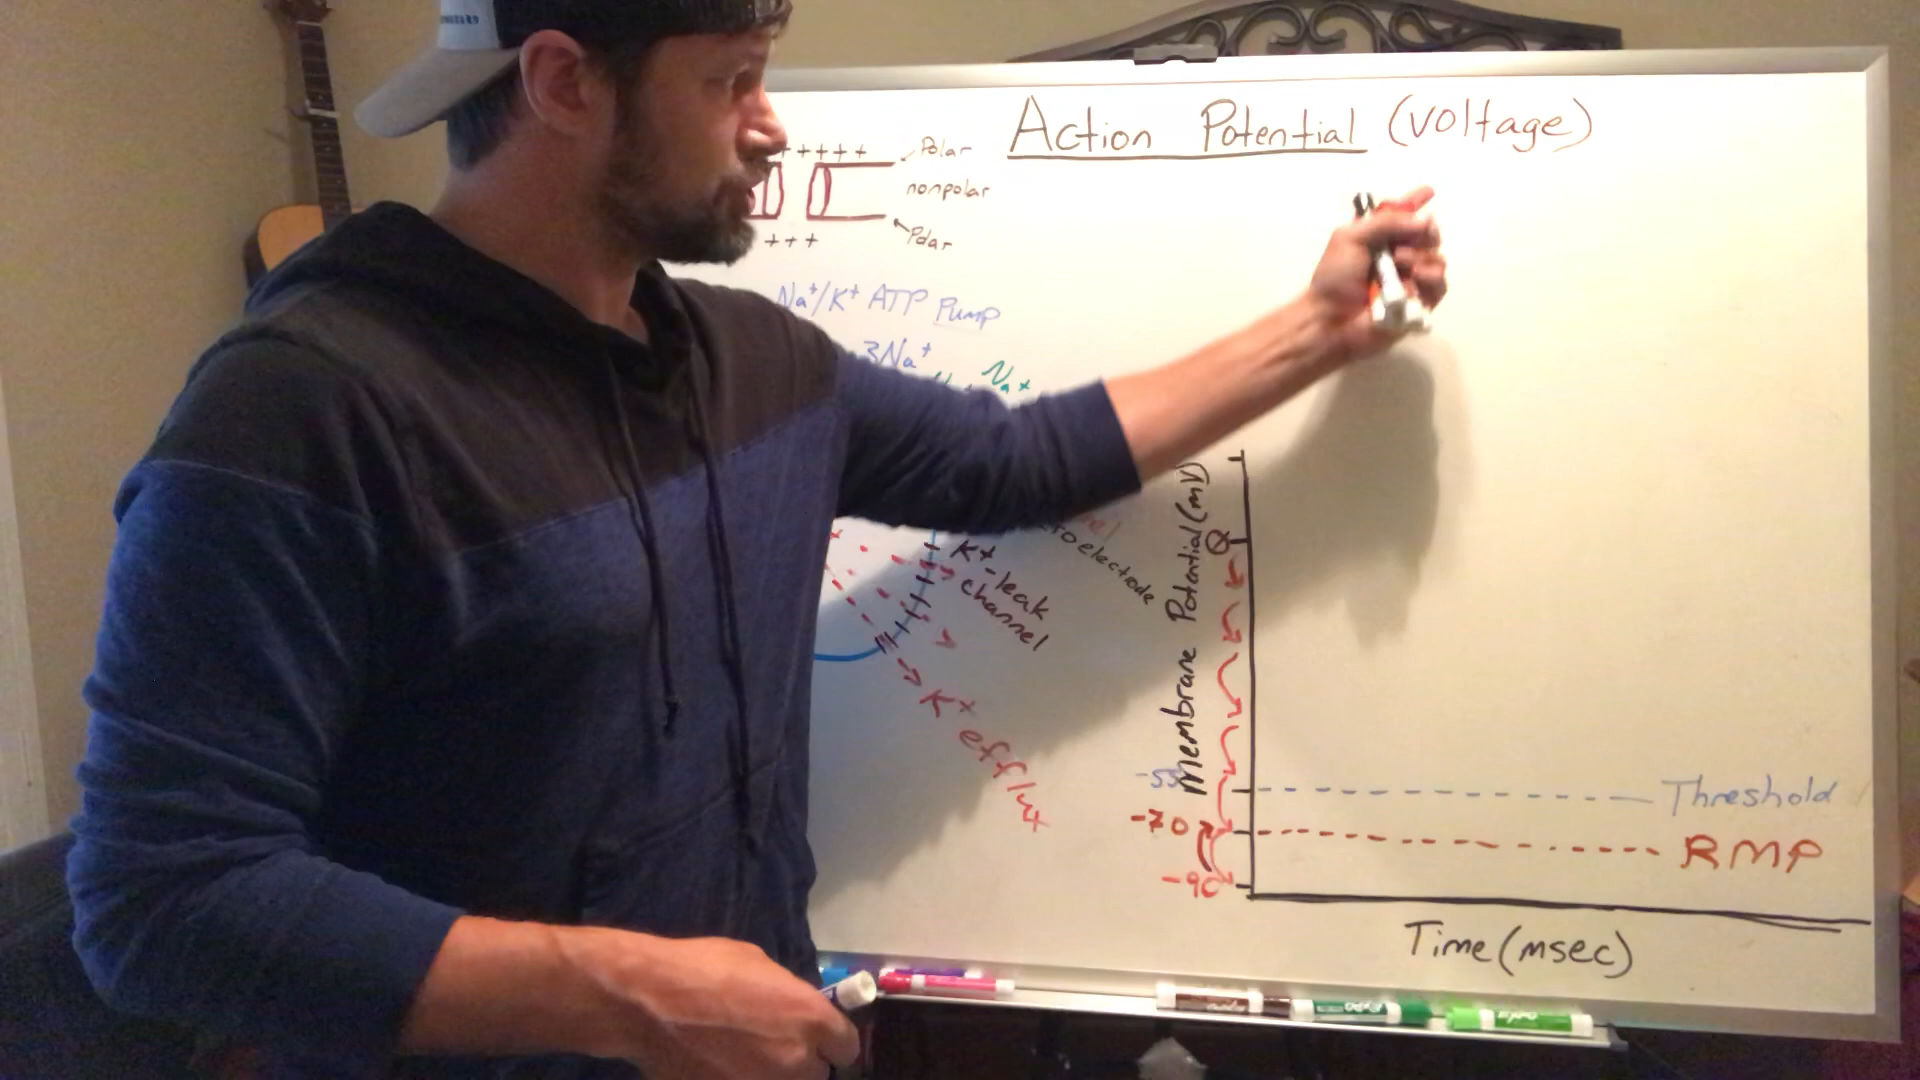 Action Potential (voltage)
+ + + + +
Polar
nonpolar
Polar
+ + +
Na+/K+ ATP Pump
3Na+
Na+
K+-leak
channel
K+ efflux
Membrane Potential (mV)
0
-55
-70
-90
Threshold
RMP
Time (msec)